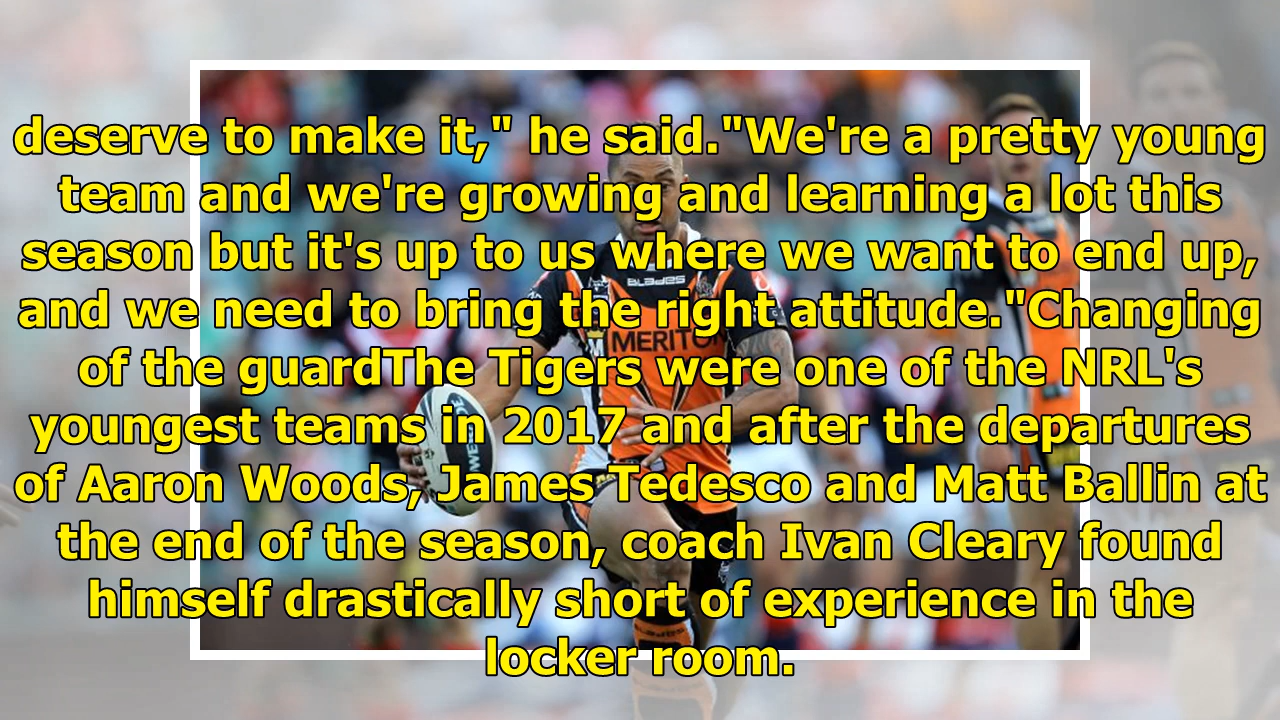 deserve to make it," he said."We're a pretty young
team and we're growing and learning a lot this
season but it's up to us where we want to end up,
and we need to bring the right attitude."Changing
of the guardThe Tigers were one of the NRL's
youngest teams in 2017 and after the departures
of Aaron Woods, James Tedesco and Matt Ballin at
the end of the season, coach Ivan Cleary found
himself drastically short of experience in the
locker room.
BLADES
MERITON